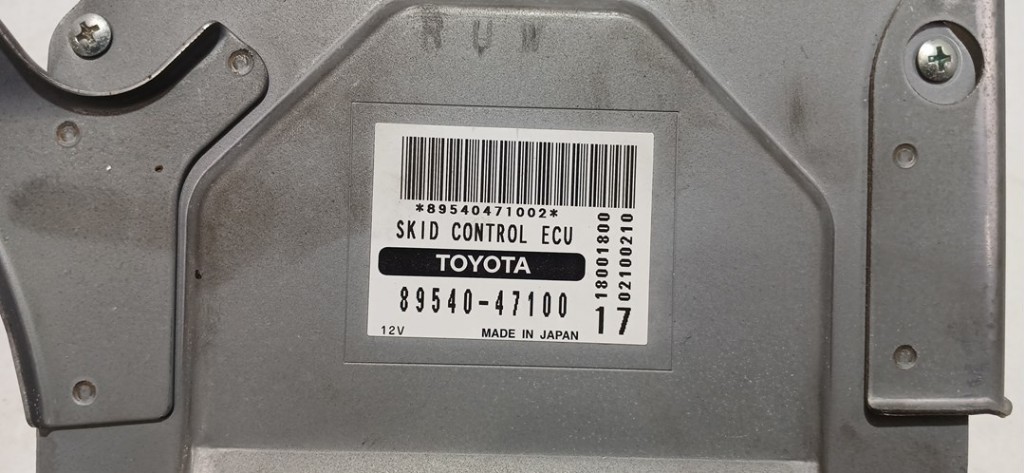 RUN
*89540471002*
SKID CONTROL ECU
TOYOTA
89540-47100
12V
MADE IN JAPAN
17
18001800
02100210